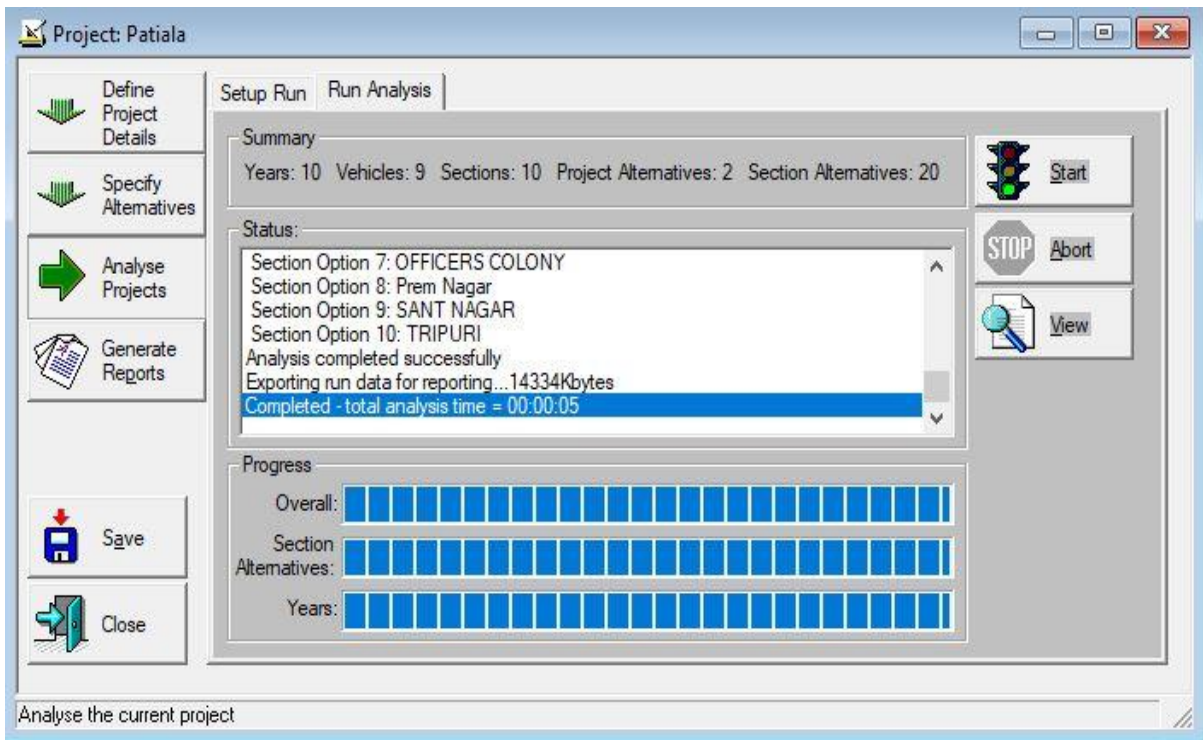 Project: Patiala
Define
Project
Details
Specify
Alternatives
Analyse
Projects
Generate
Reports
Save
Close
Setup Run
Run Analysis
Summary
Years: 10 Vehicles: 9 Sections: 10 Project Alternatives: 2 Section Alternatives: 20
Status:
Section Option 7: OFFICERS COLONY
Section Option 8: Prem Nagar
Section Option 9: SANT NAGAR
Section Option 10: TRIPURI
Analysis completed successfully
Exporting run data for reporting...14334Kbytes
Completed - total analysis time = 00:00:05
Progress
Overall:
Section
Alternatives:
Years:
Start
STOP
Abort
View
Analyse the current project